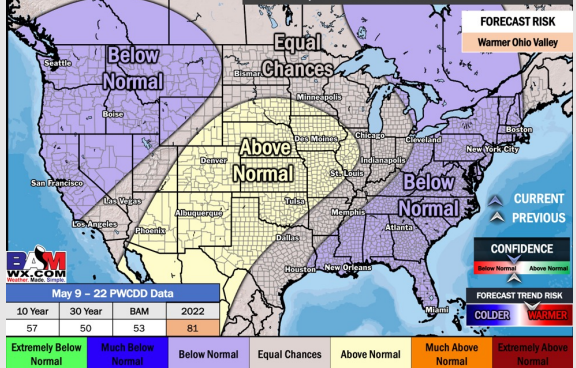 FORECAST RISK
Warmer Ohio Valley
Below
Normal
Equal
Chances
Seattle
Bismar
Minneapolis
Boise
Boston
Chicago
Cleveland
Des Moines
New York City
Above
Normal
Indianapolis
Denver
St. Louis
San Francisco
Below
Normal
CURRENT
PREVIOUS
Las Vegas
Tulsa
Memphis
Albuquerque
Los Angeles
Phoenix
Atlanta
Dallas
CONFIDENCE
Below Normal
Above Normal
Houston
New Orleans
BAM
WX.COM
Weather. Made. Simple.
May 9 – 22 PWCDD Data
10 Year 30 Year BAM 2022
57 50 53 81
FORECAST TREND RISK
COLDER WARMER
Miami
Extremely Below
Normal
Much Below
Normal
Below Normal
Equal Chances
Above Normal
Much Above
Normal
Extremely Above
Normal